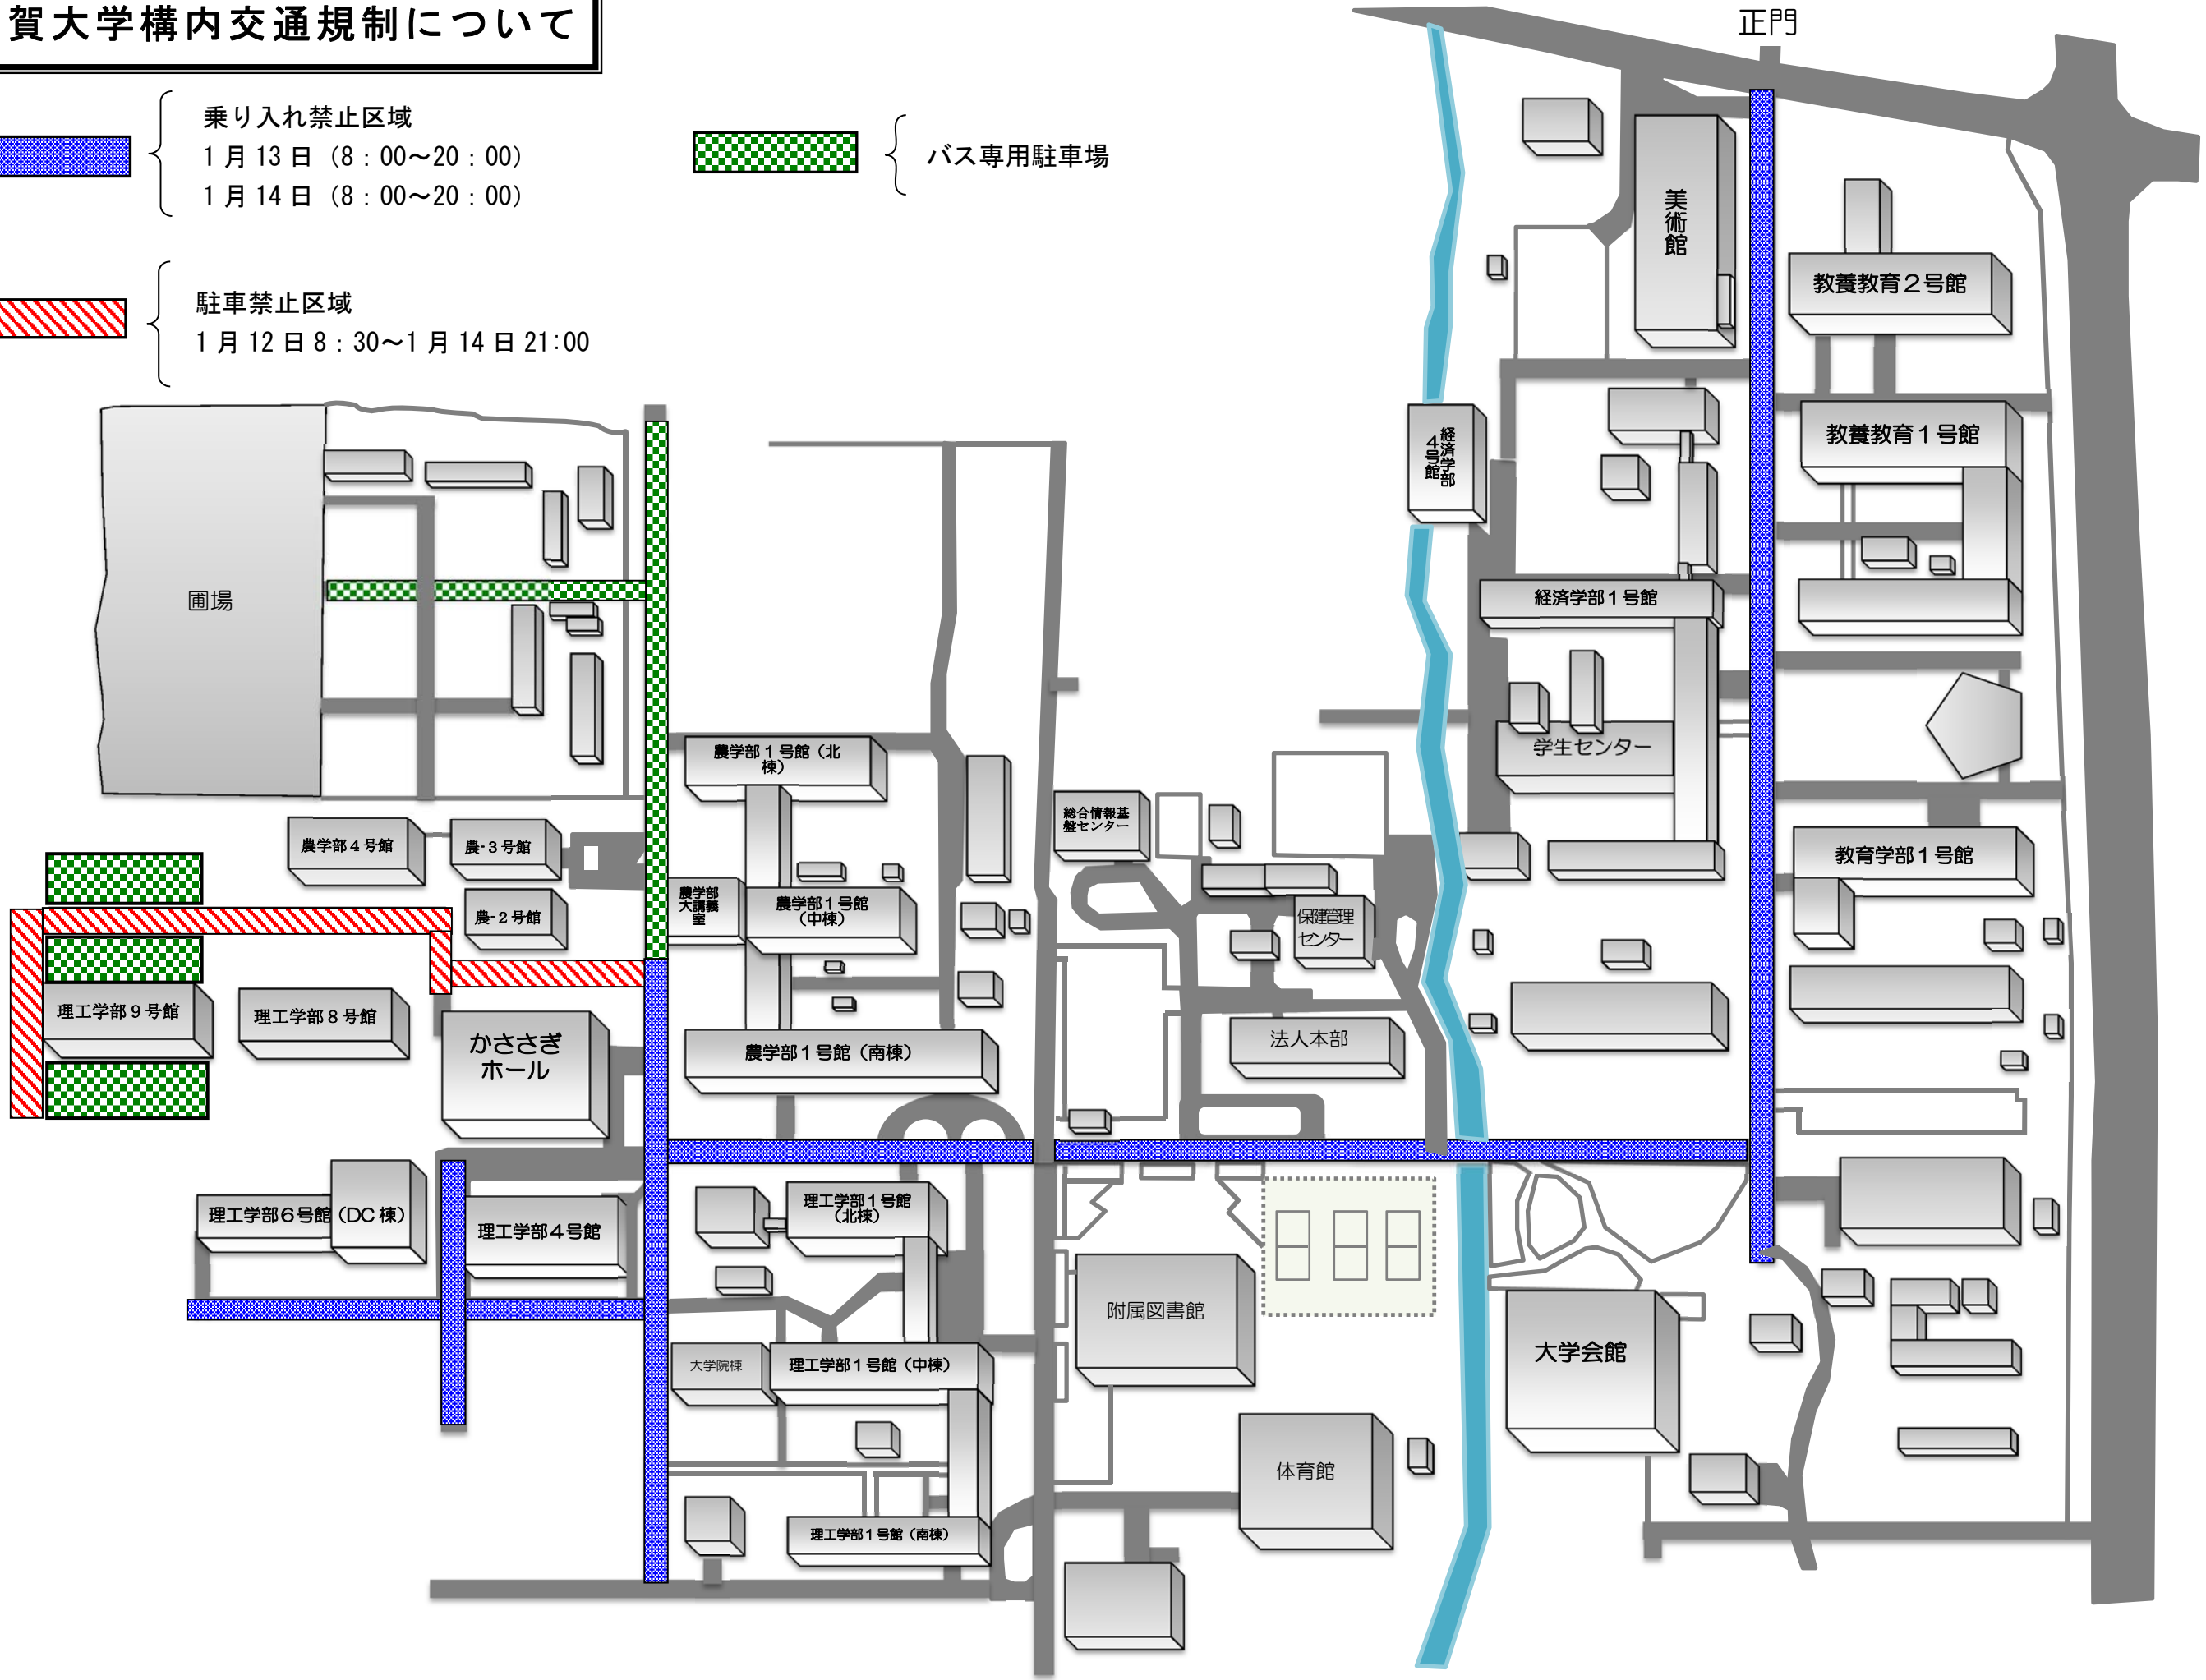 賀大学構内交通規制について
正門
乗り入れ禁止区域
1月13日（8：00～20：00）
1月14日（8：00～20：00）
バス専用駐車場
駐車禁止区域
1月12日8：30～1月14日21:00
美術館
教養教育２号館
教養教育１号館
経済学部
４号館
圃場
経済学部１号館
学生センター
農学部１号館（北
棟）
総合情報基
盤センター
農学部４号館
農-３号館
教育学部１号館
農-２号館
農学部
大講義
室
農学部１号館
（中棟）
保健管理
センター
理工学部９号館
理工学部８号館
かささぎ
ホール
農学部１号館（南棟）
法人本部
理工学部６号館（DC棟）
理工学部４号館
理工学部１号館
（北棟）
附属図書館
大学会館
大学院棟
理工学部１号館（中棟）
体育館
理工学部１号館（南棟）